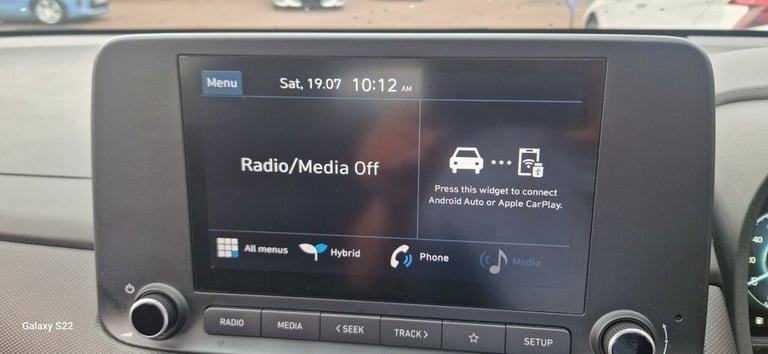 Menu
Sat, 19.07 10:12 AM
Radio/Media Off
Press this widget to connect
Android Auto or Apple CarPlay.
All menus
Hybrid
Phone
Media
RADIO
MEDIA
< SEEK
TRACK >
☆
SETUP
Galaxy S22